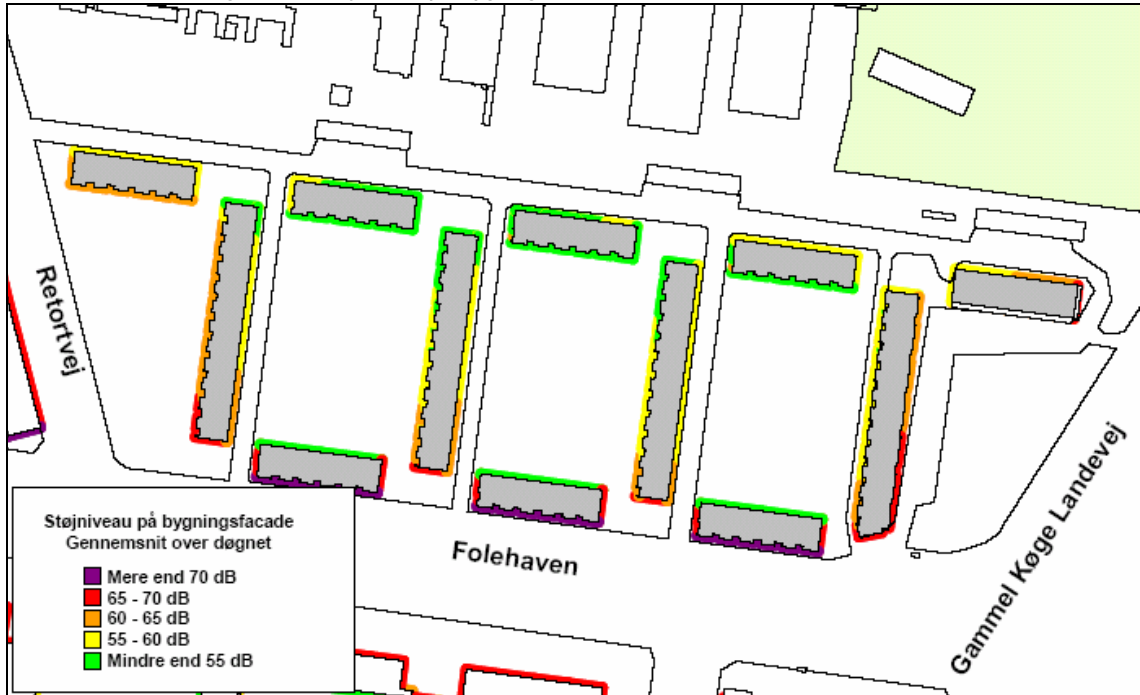 Retortvej
Folehaven
Gammel Køge Landevej
Støjniveau på bygningsfacade
Gennemsnit over døgnet
Mere end 70 dB
65 - 70 dB
60 - 65 dB
55 - 60 dB
Mindre end 55 dB